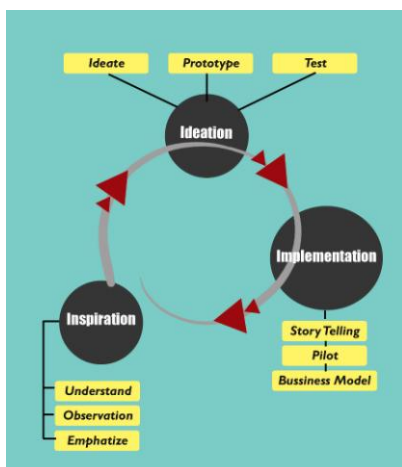 Ideate
Prototype
Test
Ideation
Implementation
Story Telling
Pilot
Bussiness Model
Inspiration
Understand
Observation
Emphatize